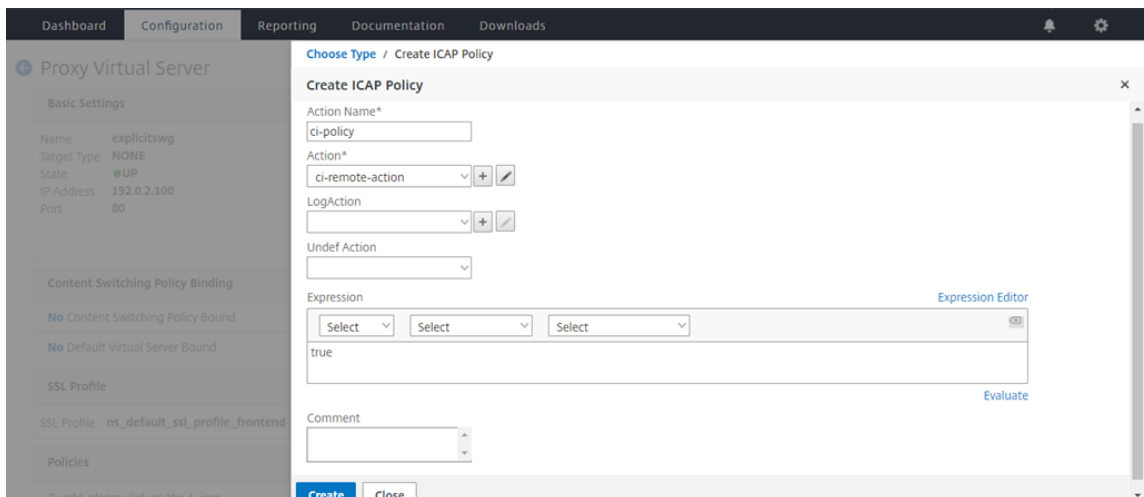 Dashboard Configuration Reporting Documentation Downloads
Proxy Virtual Server
Basic Settings
Name explicitswg
Target Type NONE
State UP
IP Address 192.0.2.100
Port 80
Content Switching Policy Binding
No Content Switching Policy Bound
No Default Virtual Server Bound
SSL Profile
SSL Profile ns_default_ssl_profile_frontend
Policies
Choose Type / Create ICAP Policy
Create ICAP Policy
Action Name*
ci-policy
Action*
ci-remote-action
LogAction
Undef Action
Expression Expression Editor
Select Select Select
true
Evaluate
Comment
Create Close